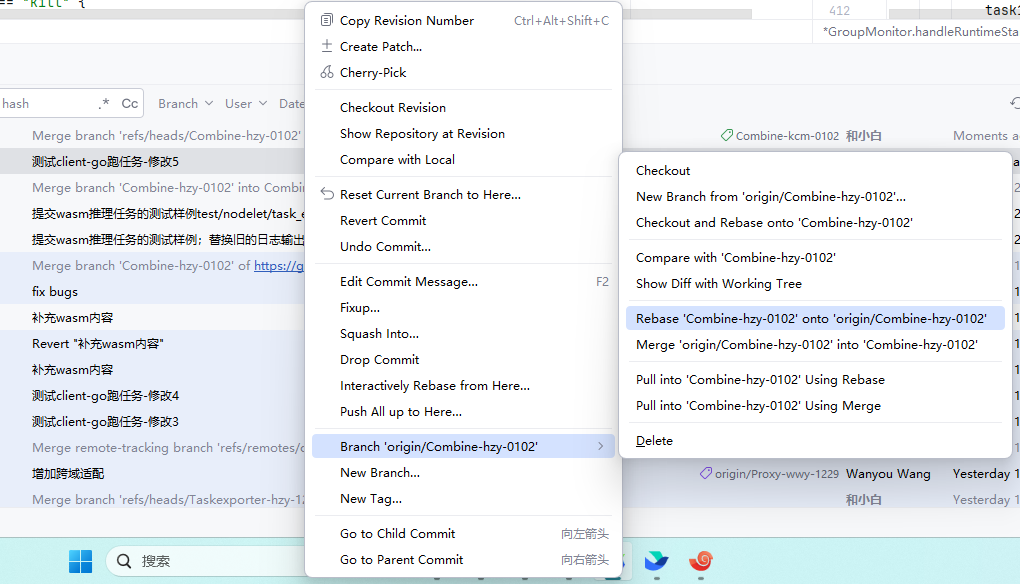 == "kill" {
412
task1
*GroupMonitor.handleRuntimeSta
hash
.*
Cc
Branch
User
Date
Merge branch 'refs/heads/Combine-hzy-0102'
Combine-kcm-0102
和小白
Moments a
测试client-go跑任务-修改5
Merge branch 'Combine-hzy-0102' into Combin
提交wasm推理任务的测试样例test/nodelet/task_e
提交wasm推理任务的测试样例；替换旧的日志输出
Merge branch 'Combine-hzy-0102' of https://g
fix bugs
补充wasm内容
Revert "补充wasm内容"
补充wasm内容
测试client-go跑任务-修改4
测试client-go跑任务-修改3
Merge remote-tracking branch 'refs/remotes/o
增加跨域适配
origin/Proxy-wwy-1229
Wanyou Wang
Yesterday 1
Merge branch 'refs/heads/Taskexporter-hzy-12
和小白
Yesterday 1
Copy Revision Number
Ctrl+Alt+Shift+C
Create Patch...
Cherry-Pick
Checkout Revision
Show Repository at Revision
Compare with Local
Reset Current Branch to Here...
Revert Commit
Undo Commit...
Edit Commit Message...
F2
Fixup...
Squash Into...
Drop Commit
Interactively Rebase from Here...
Push All up to Here...
Branch 'origin/Combine-hzy-0102'
New Branch...
New Tag...
Go to Child Commit
向左箭头
Go to Parent Commit
向右箭头
Checkout
New Branch from 'origin/Combine-hzy-0102'...
Checkout and Rebase onto 'Combine-hzy-0102'
Compare with 'Combine-hzy-0102'
Show Diff with Working Tree
Rebase 'Combine-hzy-0102' onto 'origin/Combine-hzy-0102'
Merge 'origin/Combine-hzy-0102' into 'Combine-hzy-0102'
Pull into 'Combine-hzy-0102' Using Rebase
Pull into 'Combine-hzy-0102' Using Merge
Delete
搜索